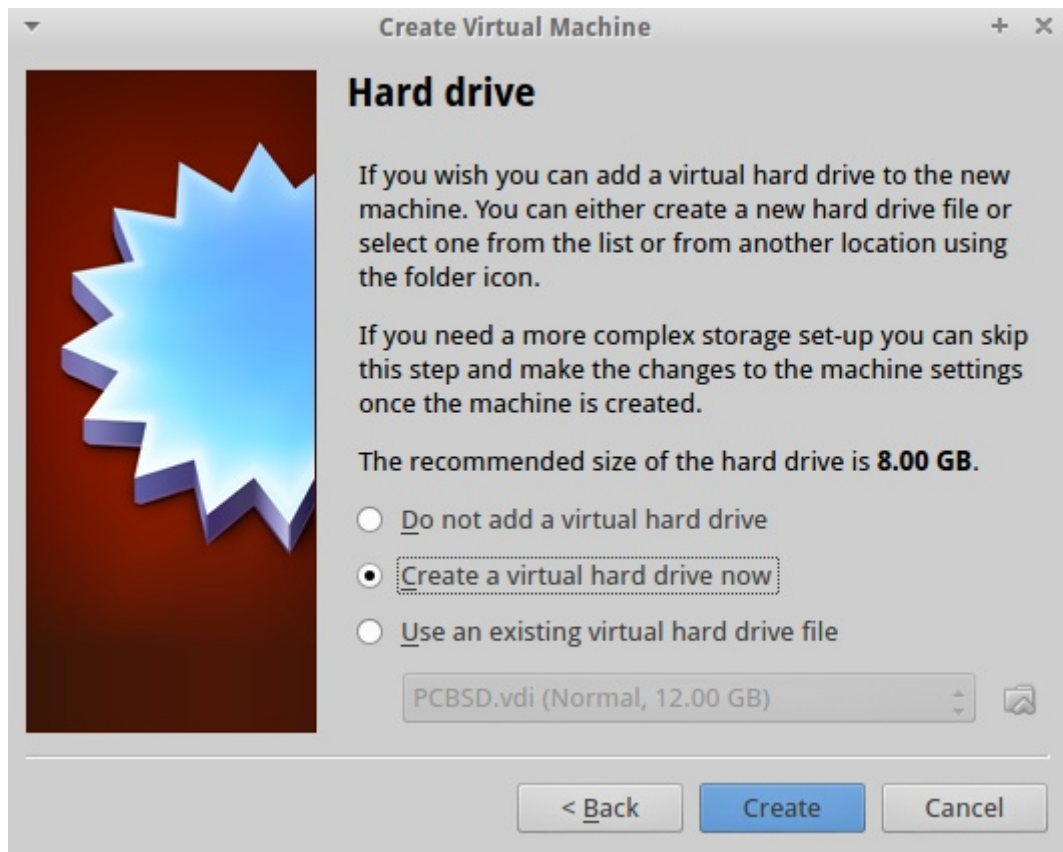 Create Virtual Machine
Hard drive
If you wish you can add a virtual hard drive to the new
machine. You can either create a new hard drive file or
select one from the list or from another location using
the folder icon.
If you need a more complex storage set-up you can skip
this step and make the changes to the machine settings
once the machine is created.
The recommended size of the hard drive is 8.00 GB.
Do not add a virtual hard drive
Create a virtual hard drive now
Use an existing virtual hard drive file
PCBSD.vdi (Normal, 12.00 GB)
< Back
Create
Cancel